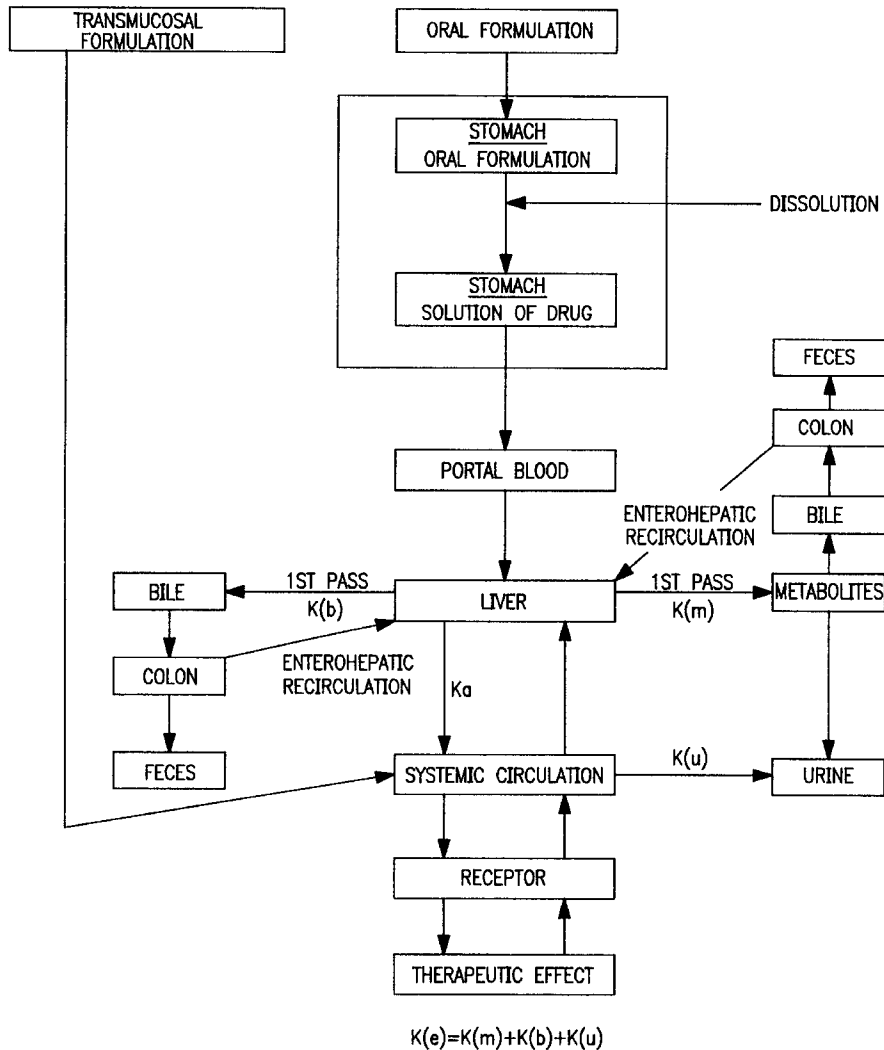 TRANSMUCOSAL
FORMULATION
ORAL FORMULATION
STOMACH
ORAL FORMULATION
DISSOLUTION
STOMACH
SOLUTION OF DRUG
FECES
COLON
PORTAL BLOOD
ENTEROHEPATIC
RECIRCULATION
BILE
BILE
1ST PASS
K(b)
LIVER
1ST PASS
K(m)
METABOLITES
COLON
ENTEROHEPATIC
RECIRCULATION
Ka
FECES
SYSTEMIC CIRCULATION
K(u)
URINE
RECEPTOR
THERAPEUTIC EFFECT
K(e)=K(m)+K(b)+K(u)